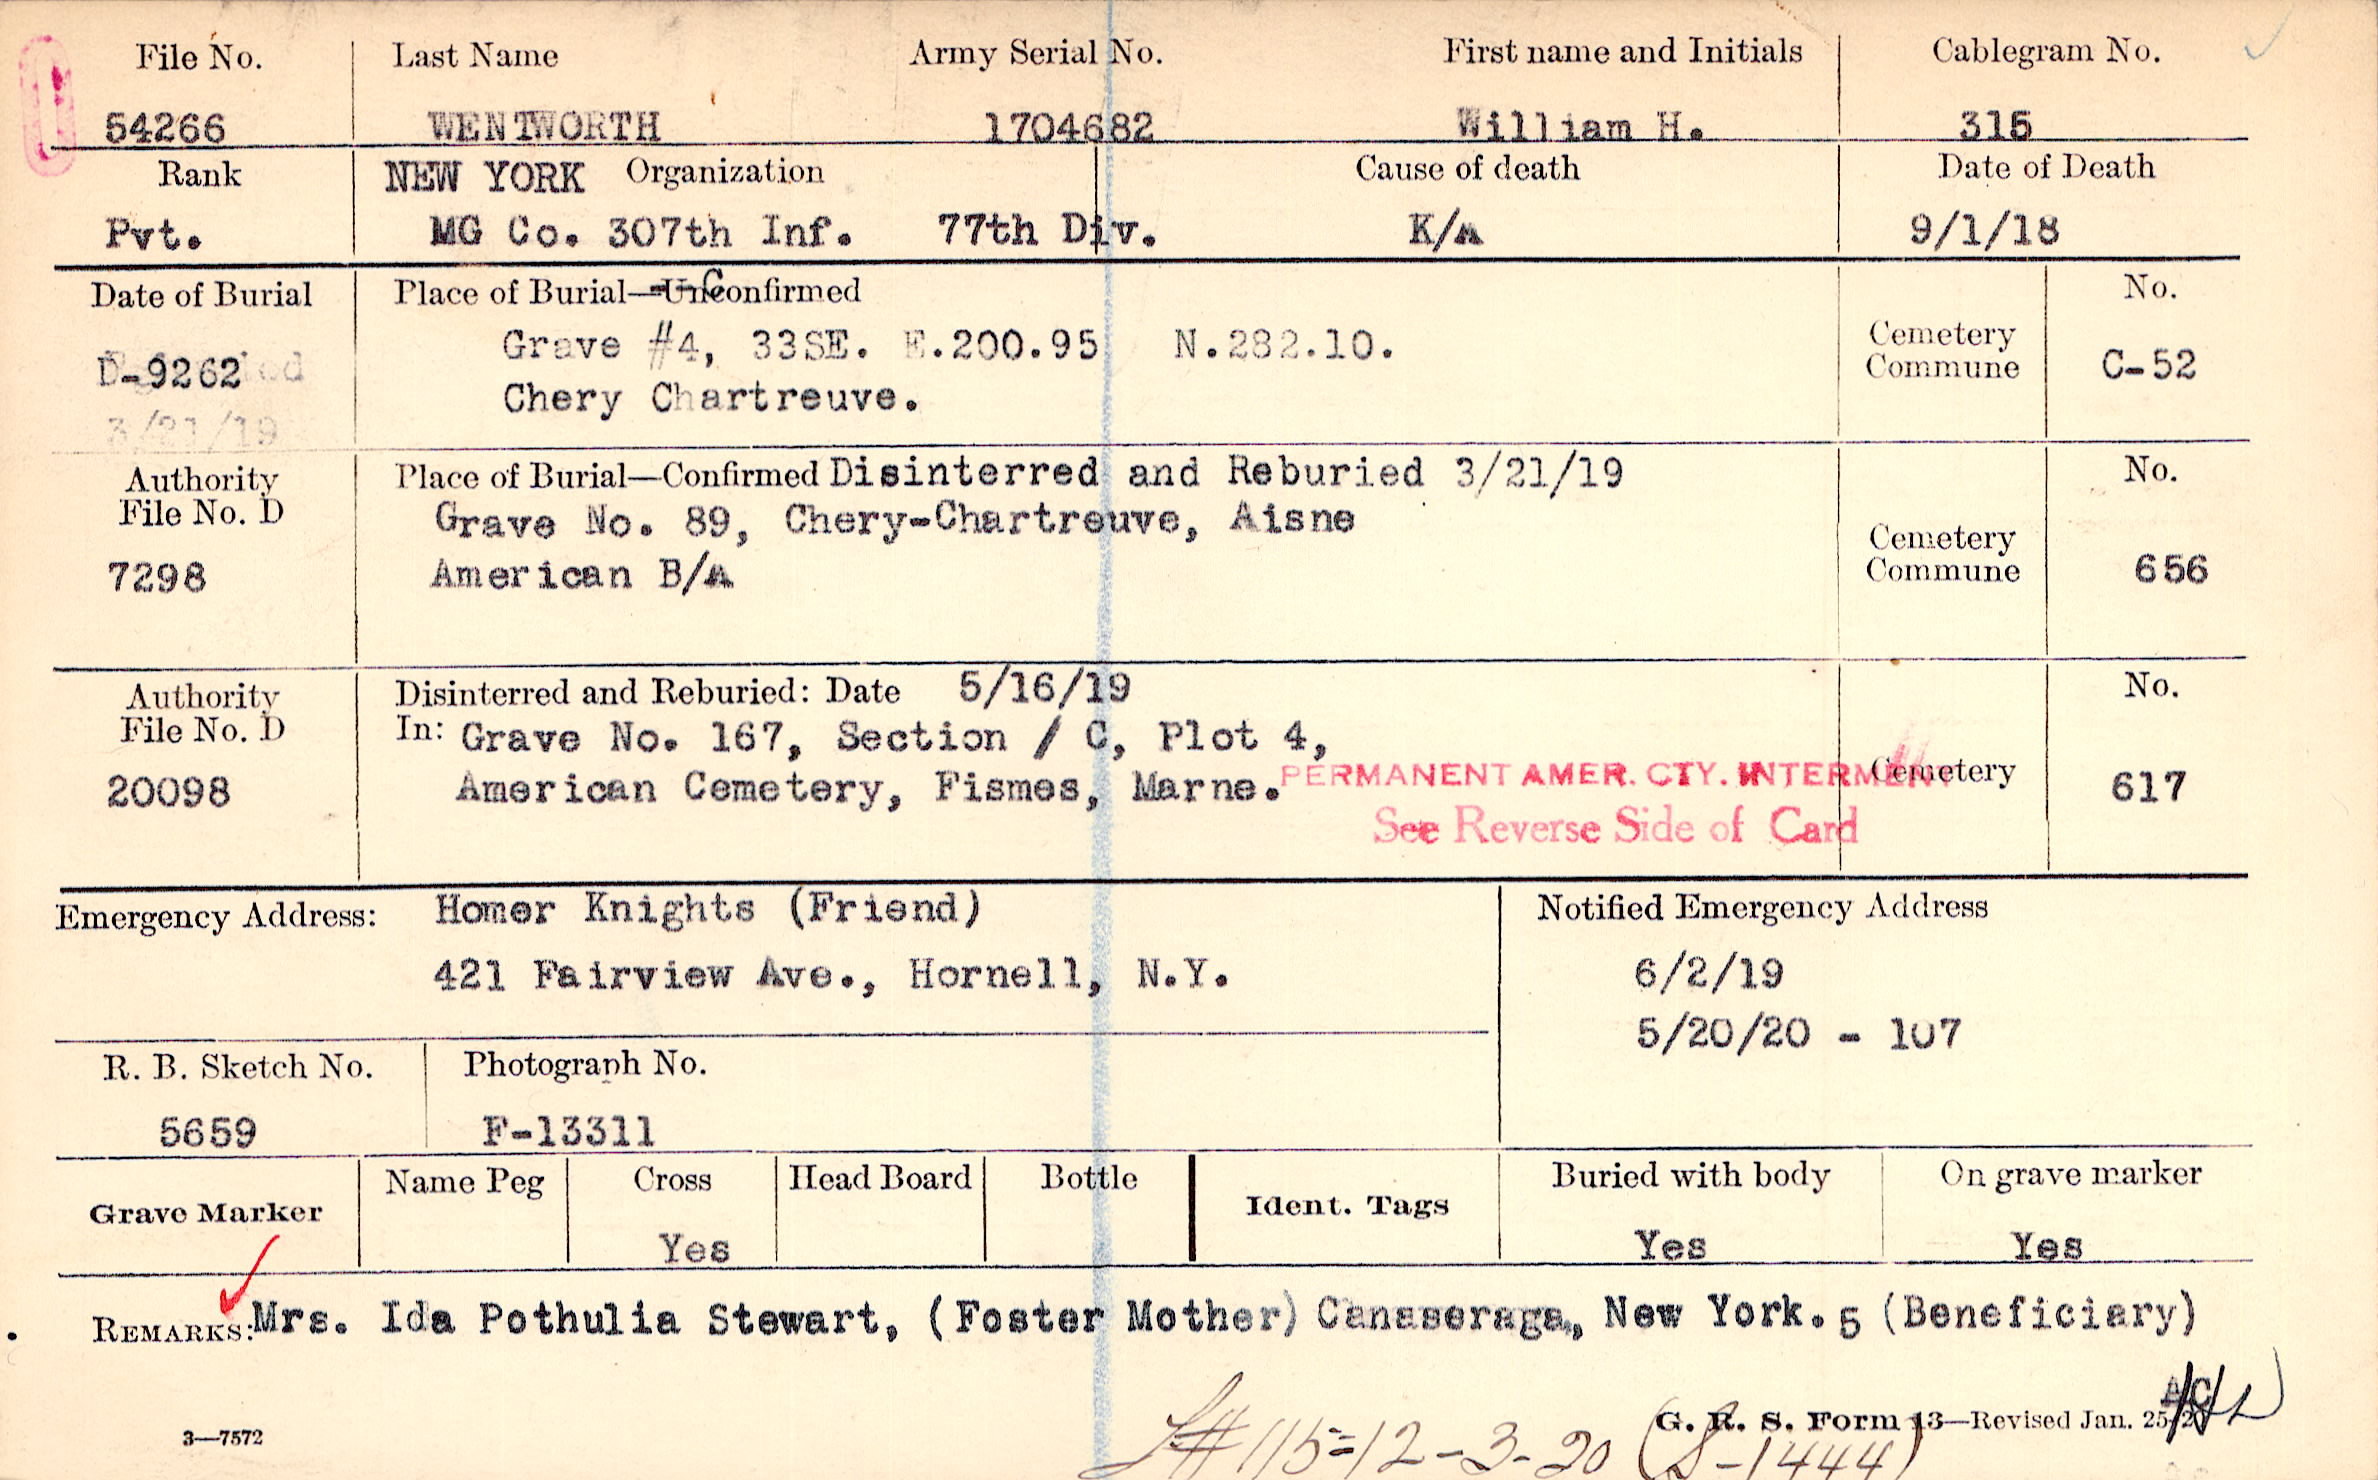 File No. Last Name Army Serial No. First name and Initials Cablegram No.
54266 WENTWORTH 1704682 William H. 315
Rank NEW YORK Organization Cause of death Date of Death
Pvt. MG Co. 307th Inf. 77th Div. K/A 9/1/18
Date of Burial Place of Burial—Unconfirmed No.
Grave #4, 33SE. E.200.95 N.282.10. Cemetery
D-9262 Commune C-52
Chery Chartreuve.
3/21/19
Authority Place of Burial—Confirmed Disinterred and Reburied 3/21/19 No.
File No. D Grave No. 89, Chery-Chartreuve, Aisne Cemetery
7298 American B/A Commune 656
Authority Disinterred and Reburied: Date 5/16/19 No.
File No. D In: Grave No. 167, Section / C, Plot 4,
20098 American Cemetery, Fismes, Marne. PERMANENT AMER. CTY. INTERMENT Cemetery 617
See Reverse Side of Card
Emergency Address: Homer Knights (Friend) Notified Emergency Address
421 Fairview Ave., Hornell, N.Y. 6/2/19
5/20/20 - 107
R. B. Sketch No. Photograph No.
5659 F-13311
Grave Marker Name Peg Cross Head Board Bottle Ident. Tags Buried with body On grave marker
Yes Yes Yes
REMARKS: Mrs. Ida Pothulia Stewart, (Foster Mother) Canaseraga, New York. 5 (Beneficiary)
G. R. S. Form 13—Revised Jan.
3—7572
#115=12-3-20 (S-1444)